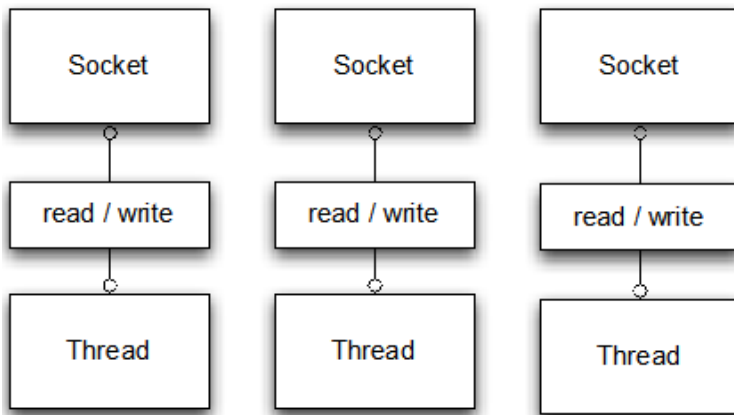 Socket
Socket
Socket
read / write
read / write
read / write
Thread
Thread
Thread